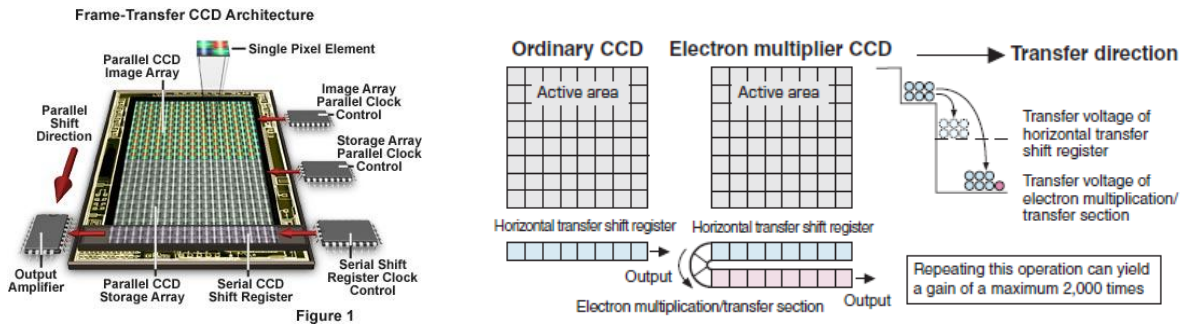 Frame-Transfer CCD Architecture
Single Pixel Element
Parallel CCD
Image Array
Image Array
Parallel Clock
Control
Parallel
Shift
Direction
Storage Array
Parallel Clock
Control
Output
Amplifier
Parallel CCD
Storage Array
Serial CCD
Shift Register
Serial Shift
Register Clock
Control
Figure 1
Ordinary CCD
Electron multiplier CCD
Transfer direction
Active area
Active area
Transfer voltage of
horizontal transfer
shift register
Transfer voltage of
electron multiplication/
transfer section
Horizontal transfer shift register
Horizontal transfer shift register
Output
Output
Electron multiplication/transfer section
Repeating this operation can yield
a gain of a maximum 2,000 times